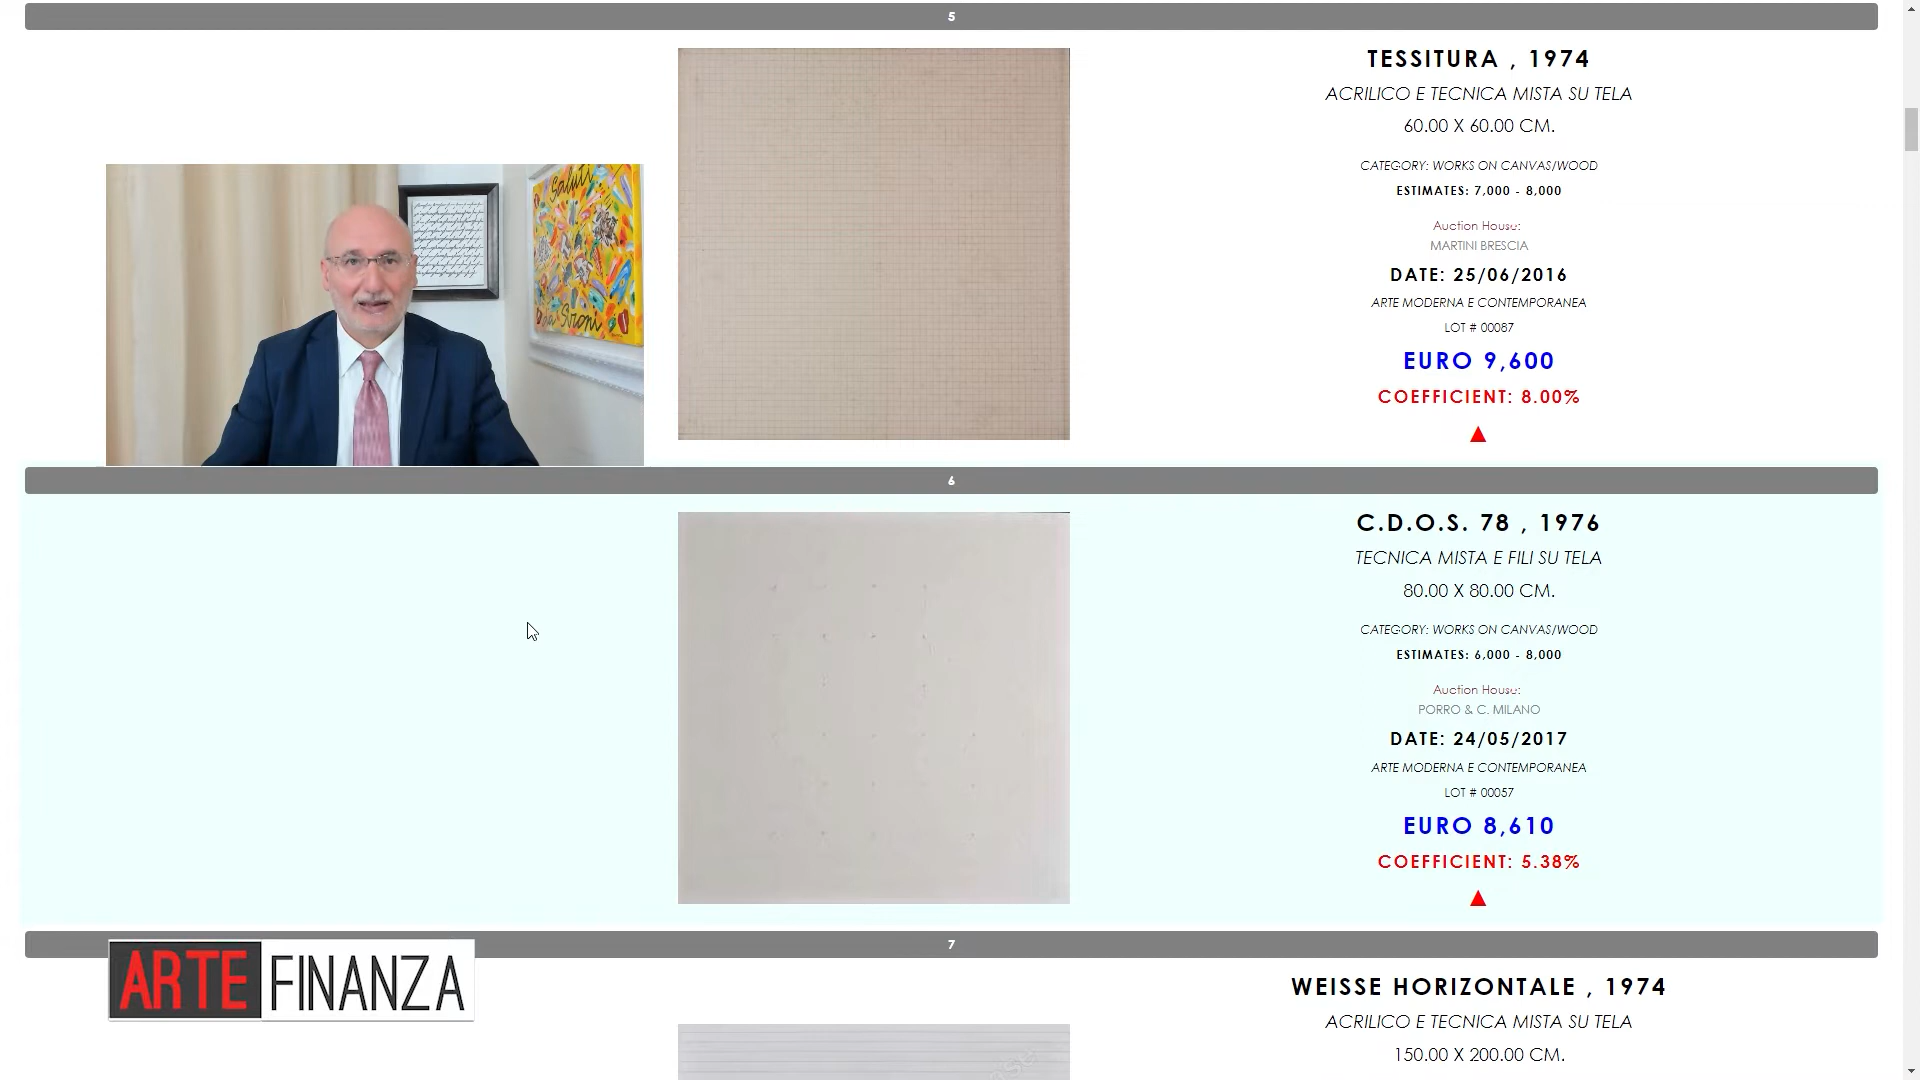 5
TESSITURA , 1974
ACRILICO E TECNICA MISTA SU TELA
60.00 X 60.00 CM.
CATEGORY: WORKS ON CANVAS/WOOD
ESTIMATES: 7,000 - 8,000
Auction House:
MARTINI BRESCIA
DATE: 25/06/2016
ARTE MODERNA E CONTEMPORANEA
LOT # 00087
EURO 9,600
COEFFICIENT: 8.00%
Saluti
da Sironi
6
C.D.O.S. 78 , 1976
TECNICA MISTA E FILI SU TELA
80.00 X 80.00 CM.
CATEGORY: WORKS ON CANVAS/WOOD
ESTIMATES: 6,000 - 8,000
Auction House:
PORRO & C. MILANO
DATE: 24/05/2017
ARTE MODERNA E CONTEMPORANEA
LOT # 00057
EURO 8,610
COEFFICIENT: 5.38%
7
WEISSE HORIZONTALE , 1974
ACRILICO E TECNICA MISTA SU TELA
150.00 X 200.00 CM.
ARTE FINANZA